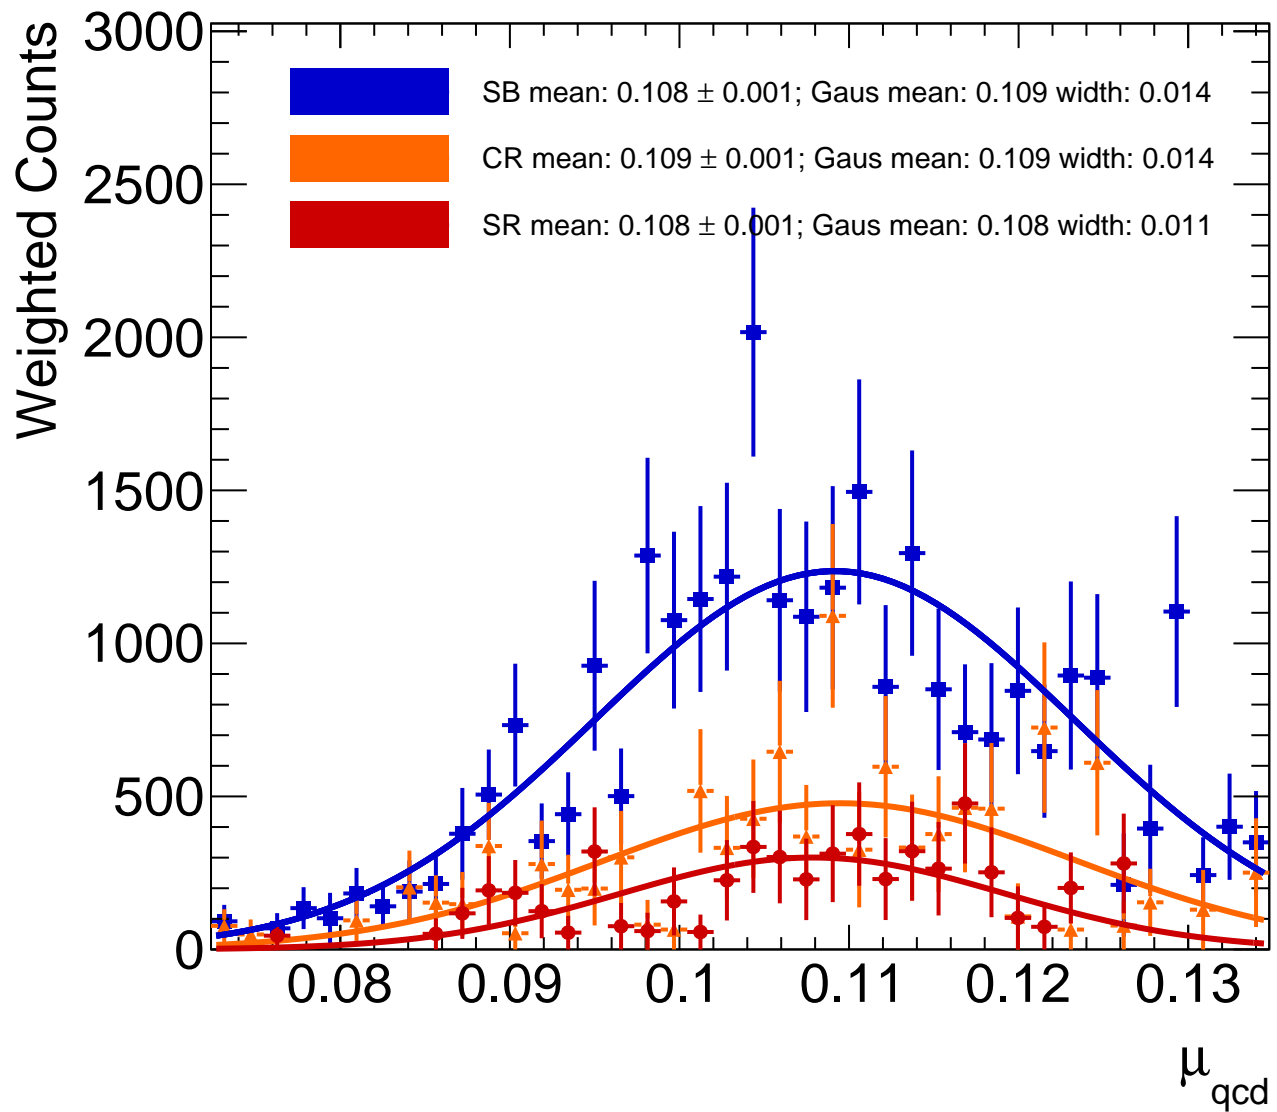 Weighted Counts
3000
2500
2000
1500
1000
500
0
SB mean: 0.108 ± 0.001; Gaus mean: 0.109 width: 0.014
CR mean: 0.109 ± 0.001; Gaus mean: 0.109 width: 0.014
SR mean: 0.108 ± 0.001; Gaus mean: 0.108 width: 0.011
0.08 0.09 0.1 0.11 0.12 0.13
μ_qcd